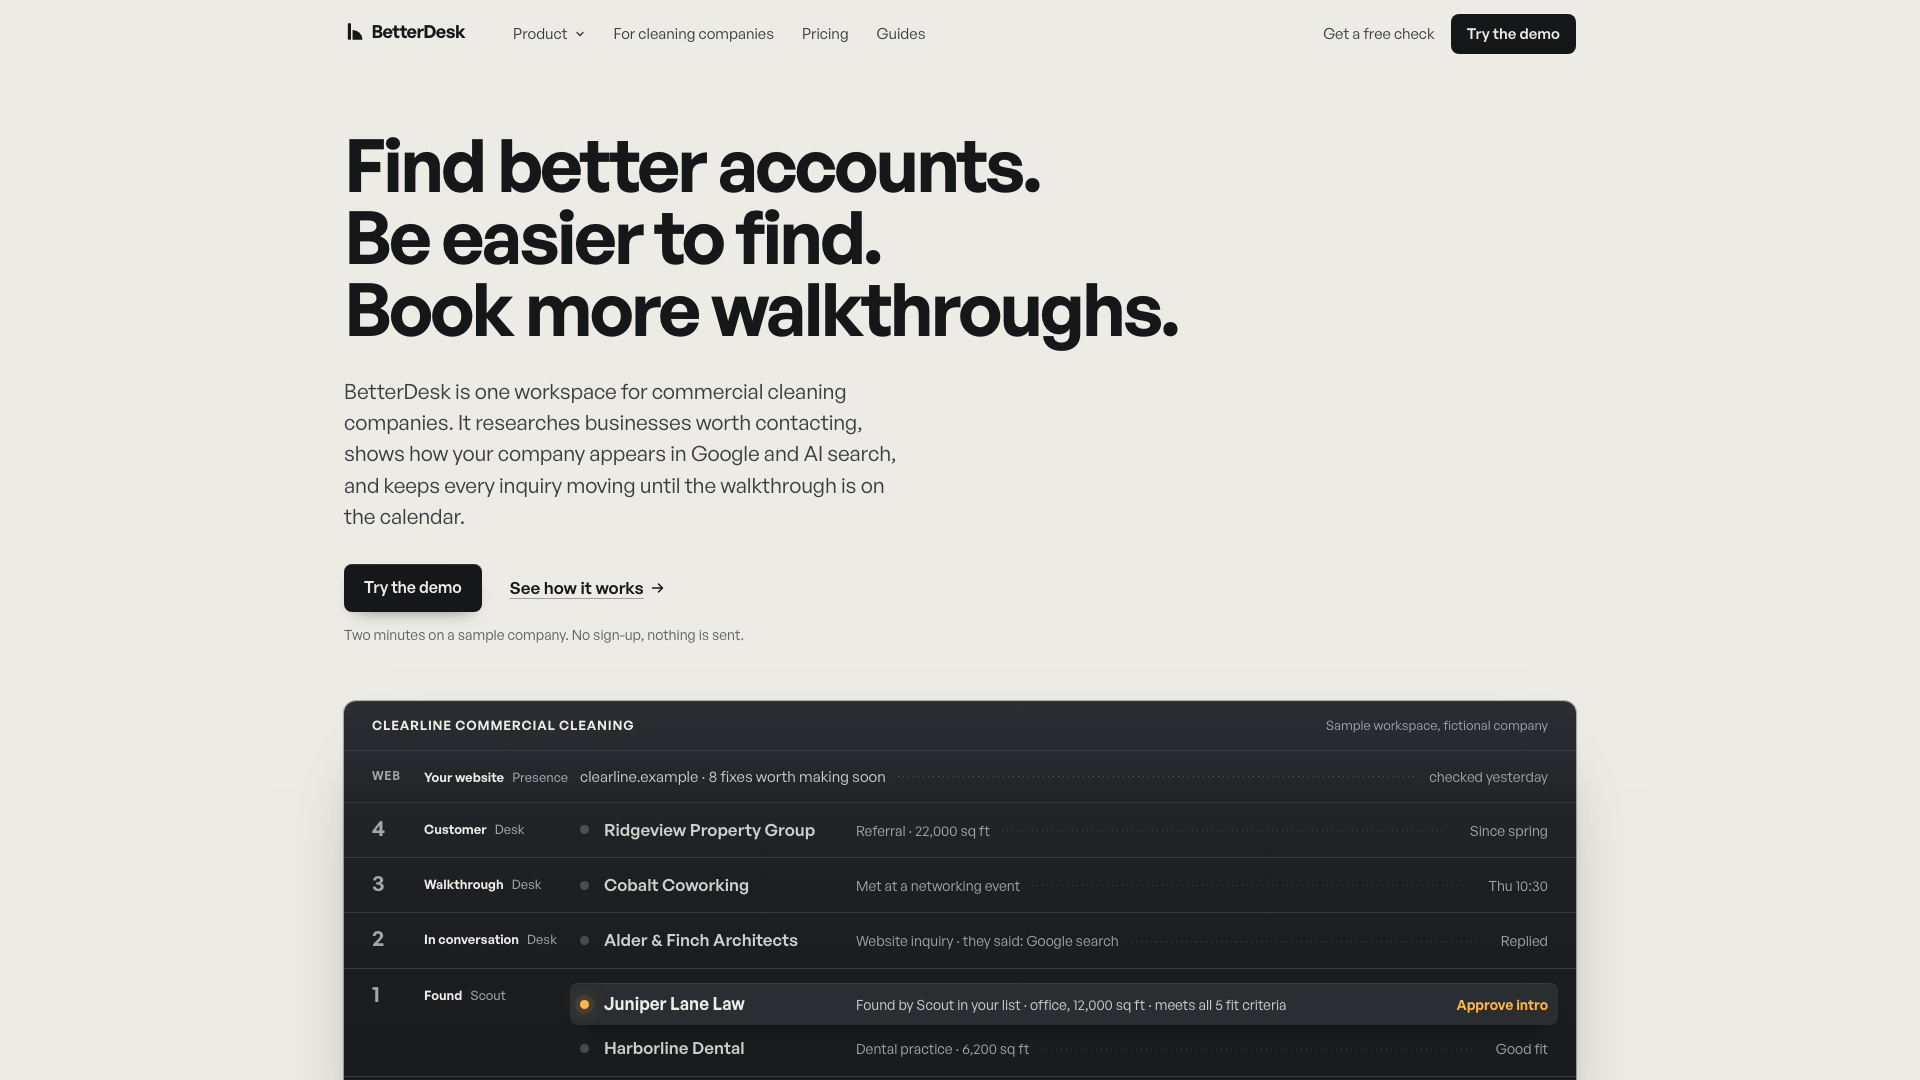 BetterDesk Product For cleaning companies Pricing Guides Get a free check Try the demo
Find better accounts.
Be easier to find.
Book more walkthroughs.
BetterDesk is one workspace for commercial cleaning
companies. It researches businesses worth contacting,
shows how your company appears in Google and AI search,
and keeps every inquiry moving until the walkthrough is on
the calendar.
Try the demo See how it works →
Two minutes on a sample company. No sign-up, nothing is sent.
CLEARLINE COMMERCIAL CLEANING Sample workspace, fictional company
WEB Your website Presence clearline.example · 8 fixes worth making soon checked yesterday
4 Customer Desk Ridgeview Property Group Referral · 22,000 sq ft Since spring
3 Walkthrough Desk Cobalt Coworking Met at a networking event Thu 10:30
2 In conversation Desk Alder & Finch Architects Website inquiry · they said: Google search Replied
1 Found Scout Juniper Lane Law Found by Scout in your list · office, 12,000 sq ft · meets all 5 fit criteria Approve intro
Harborline Dental Dental practice · 6,200 sq ft Good fit